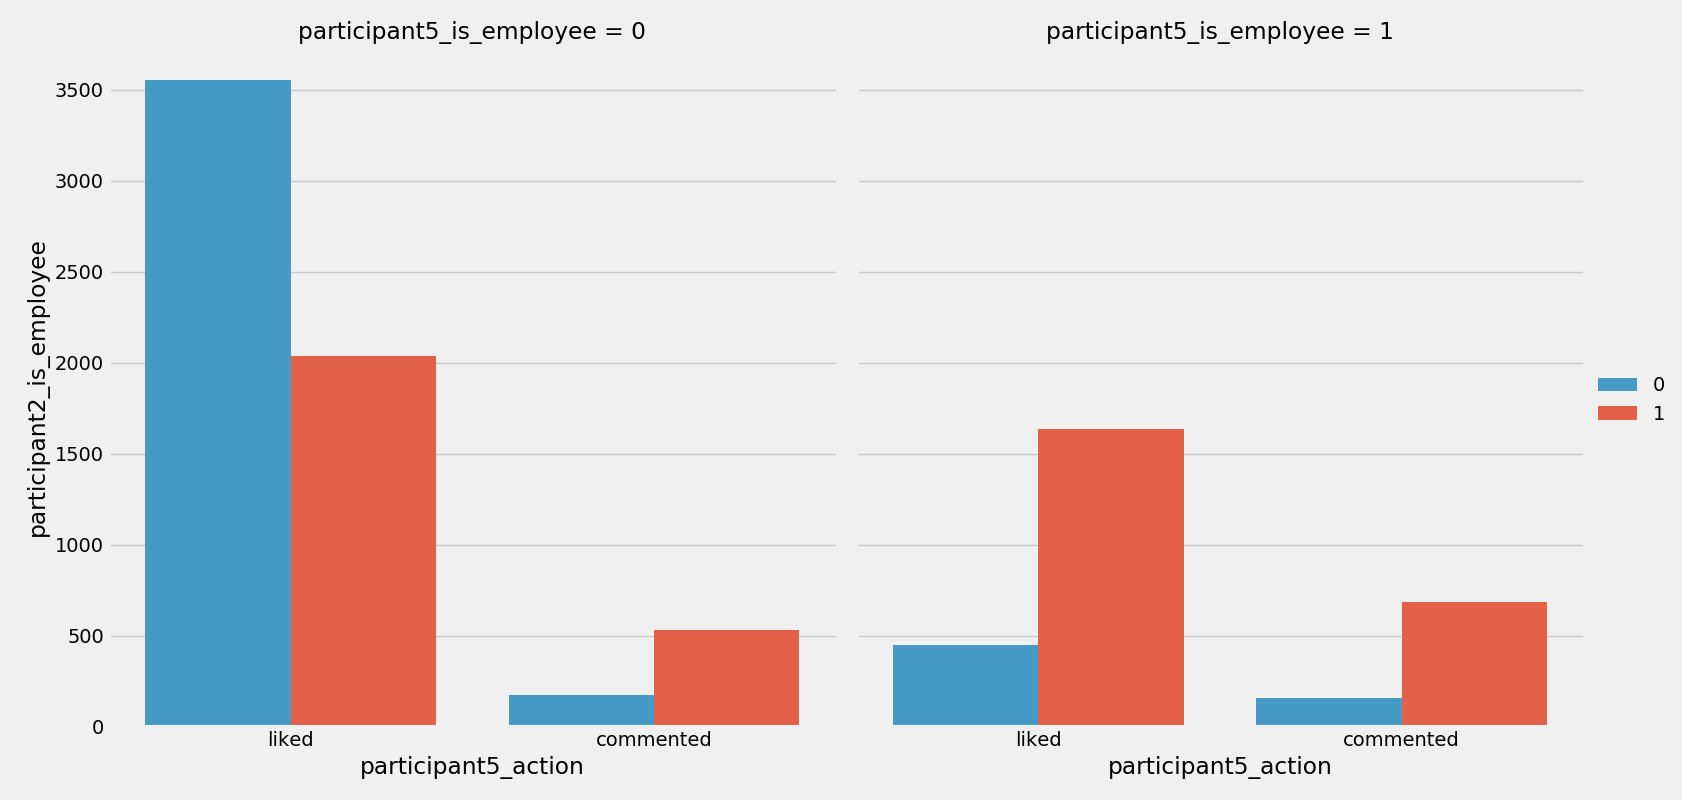 participant5_is_employee = 0
participant5_is_employee = 1
participant2_is_employee
3500
3000
2500
2000
1500
1000
500
0
liked
commented
liked
commented
participant5_action
participant5_action
0
1